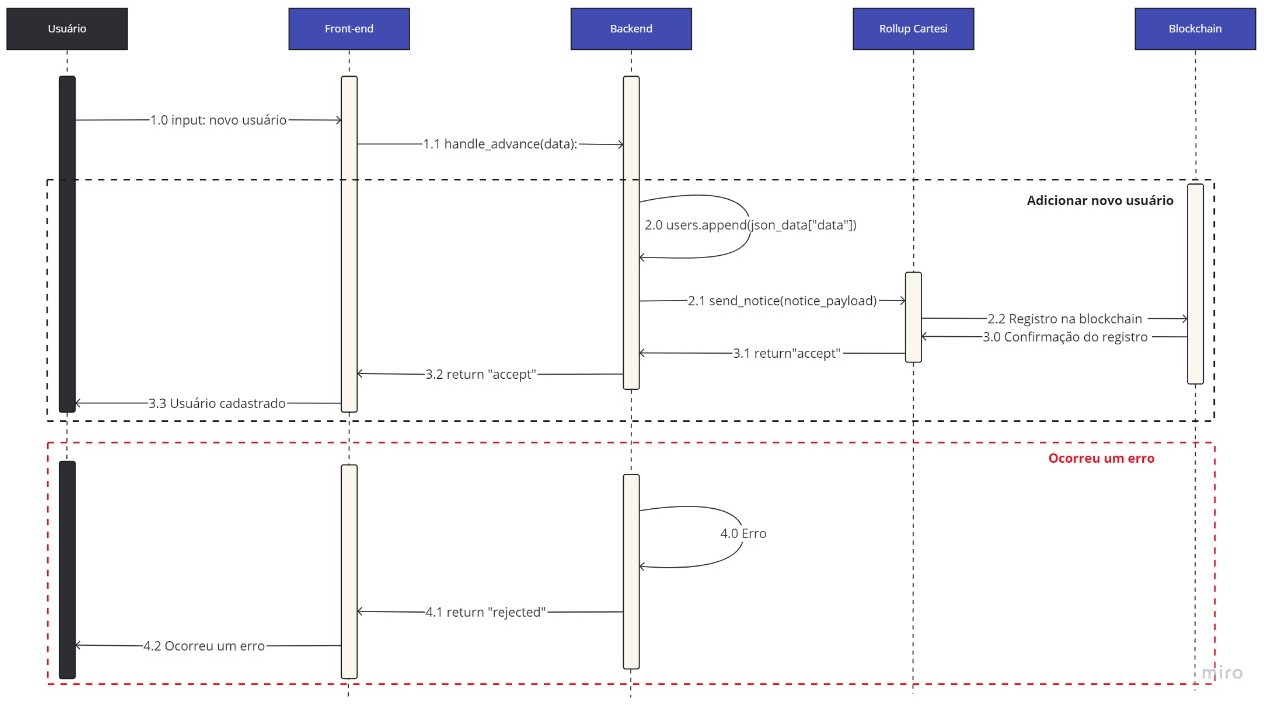 Usuário
Front-end
Backend
Rollup Cartesi
Blockchain
1.0 input: novo usuário
1.1 handle_advance(data):
Adicionar novo usuário
2.0 users.append(json_data["data"])
2.1 send_notice(notice_payload)
2.2 Registro na blockchain
3.0 Confirmação do registro
3.1 return"accept"
3.2 return "accept"
3.3 Usuário cadastrado
Ocorreu um erro
4.0 Erro
4.1 return "rejected"
4.2 Ocorreu um erro
miro